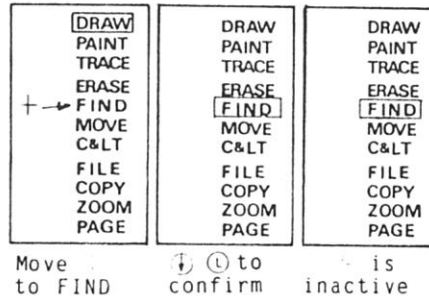 DRAW
PAINT
TRACE
ERASE
FIND
MOVE
C&LT
FILE
COPY
ZOOM
PAGE
DRAW
PAINT
TRACE
ERASE
FIND
MOVE
C&LT
FILE
COPY
ZOOM
PAGE
DRAW
PAINT
TRACE
ERASE
FIND
MOVE
C&LT
FILE
COPY
ZOOM
PAGE
Move
to FIND
Ⓛ to
confirm
is
inactive